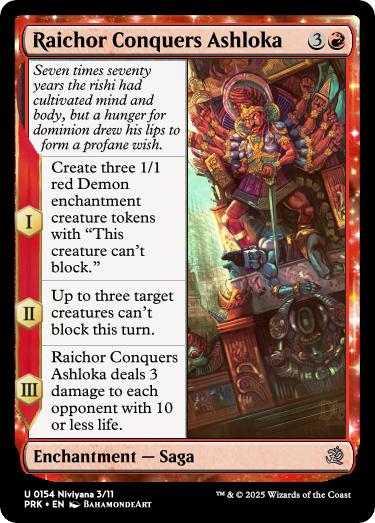 Raichor Conquers Ashloka 3
Seven times seventy
years the rishi had
cultivated mind and
body, but a hunger for
dominion drew his lips to
form a profane wish.
I
Create three 1/1
red Demon
enchantment
creature tokens
with “This
creature can’t
block.”
II
Up to three target
creatures can’t
block this turn.
III
Raichor Conquers
Ashloka deals 3
damage to each
opponent with 10
or less life.
Enchantment — Saga
U 0154 Niviyana 3/11
PRK • EN BahamondeArt
™ & © 2025 Wizards of the Coast